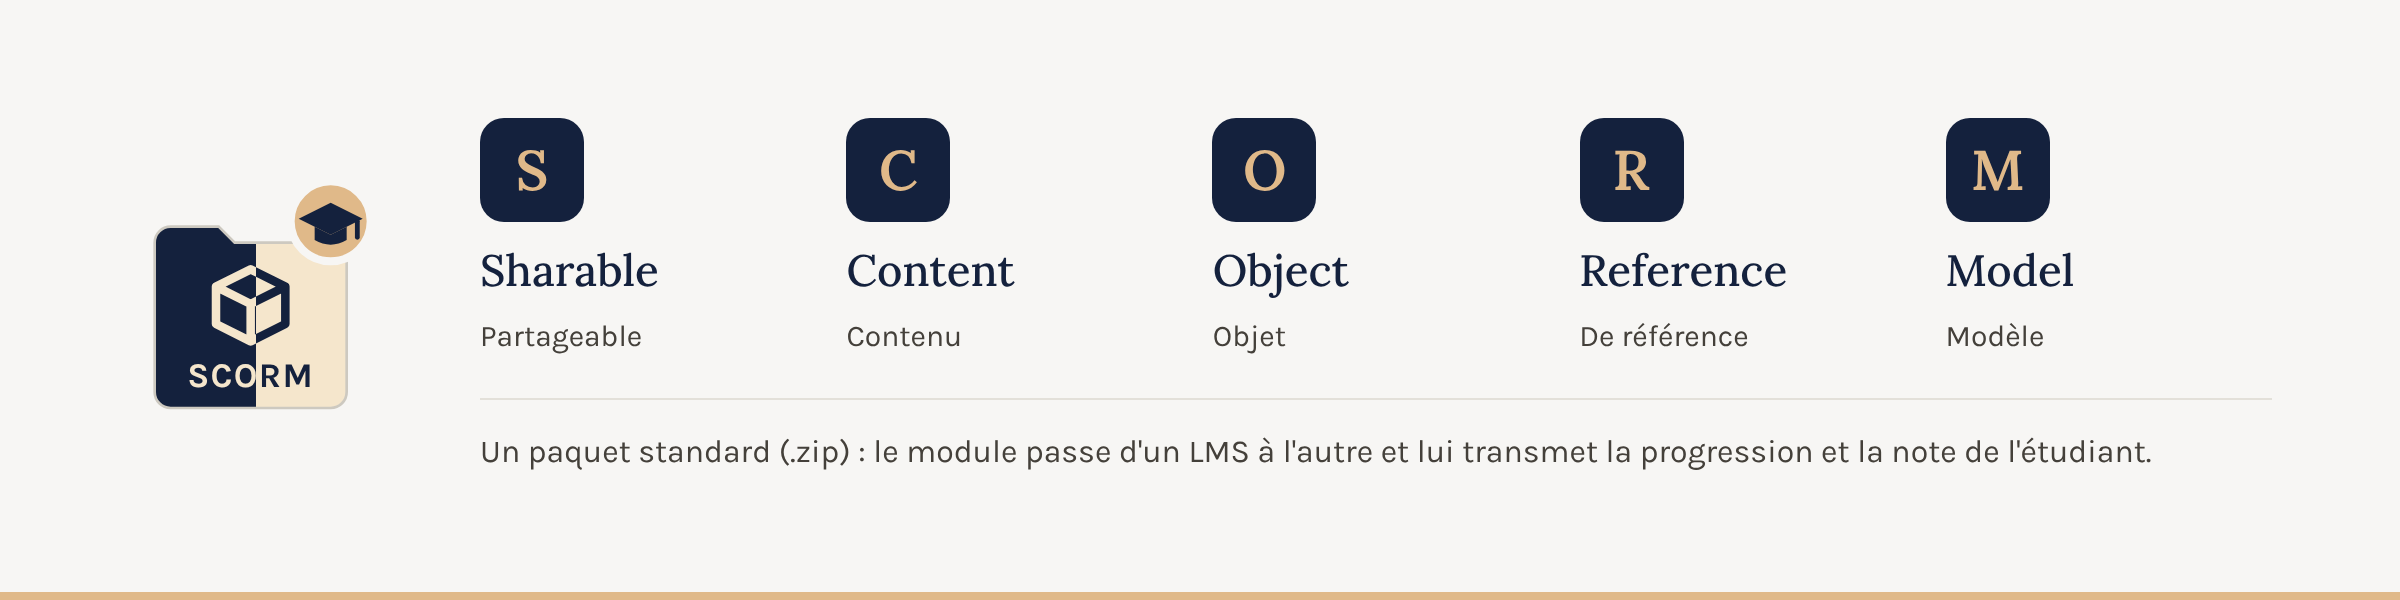 S C O R M
Sharable Content Object Reference Model
Partageable Contenu Objet De référence Modèle
SCORM
Un paquet standard (.zip) : le module passe d'un LMS à l'autre et lui transmet la progression et la note de l'étudiant.